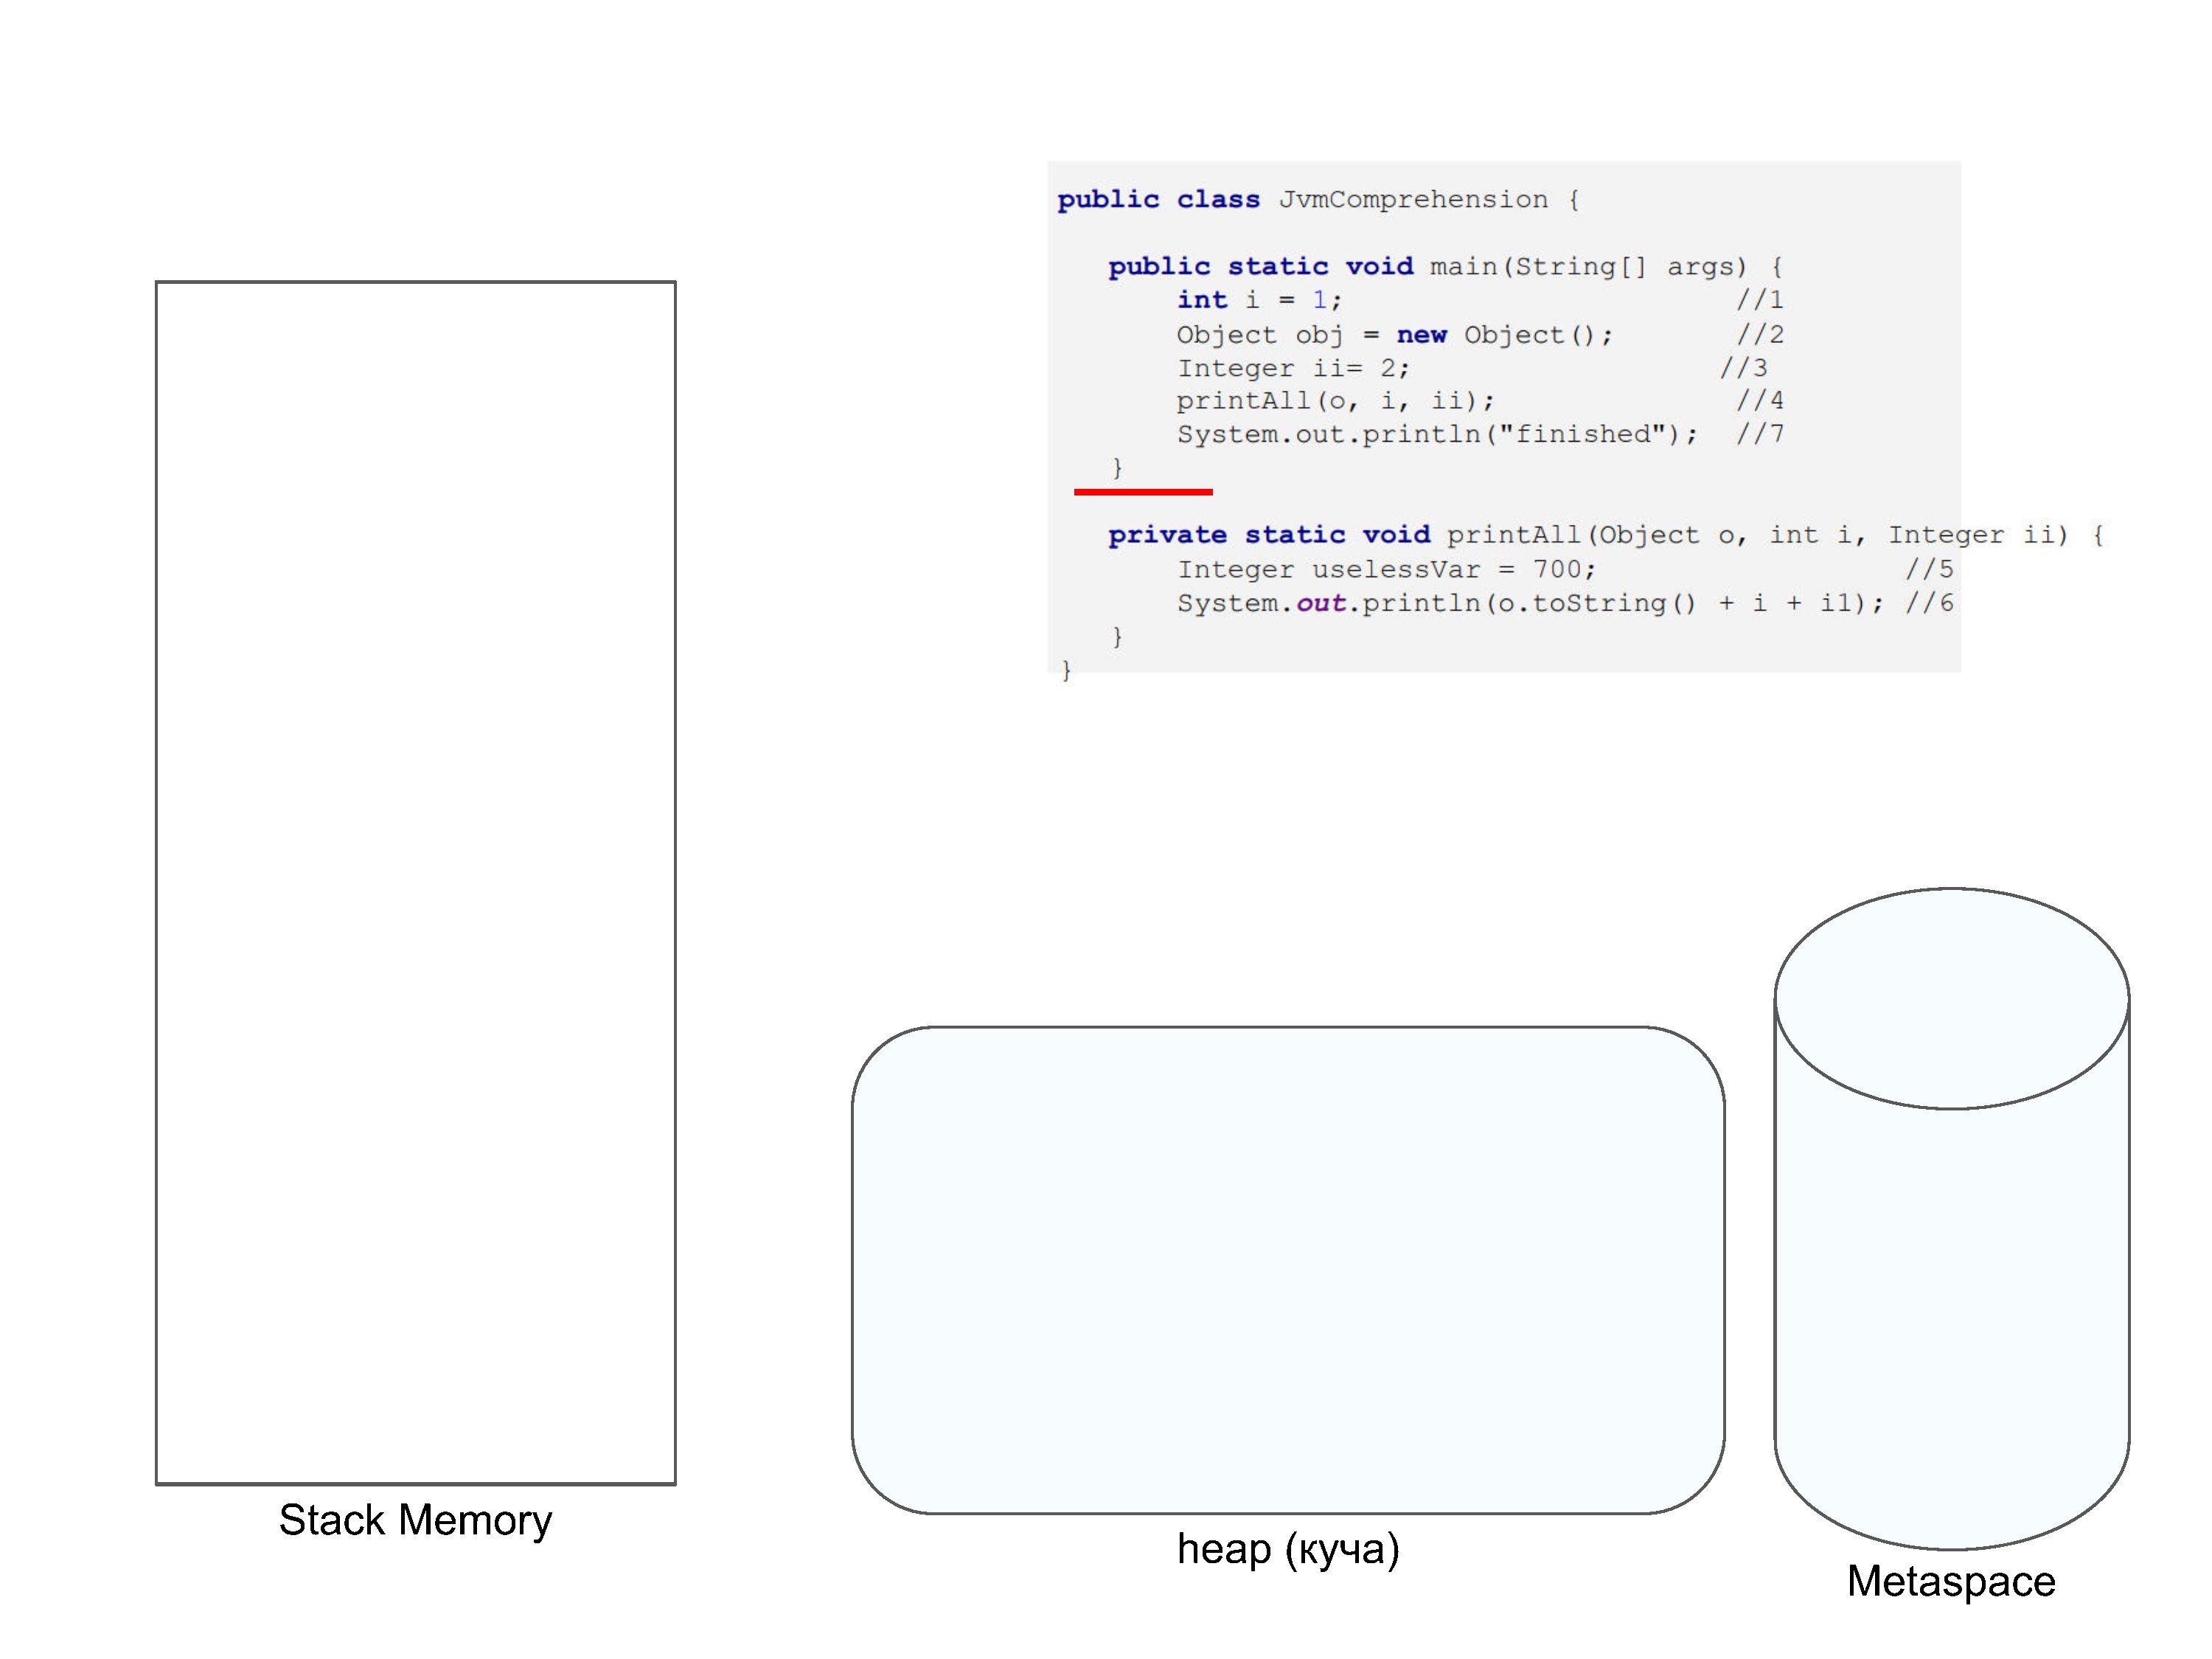 public class JvmComprehension {
public static void main(String[] args) {
int i = 1; //1
Object obj = new Object(); //2
Integer ii= 2; //3
printAll(o, i, ii); //4
System.out.println("finished"); //7
}
private static void printAll(Object o, int i, Integer ii) {
Integer uselessVar = 700; //5
System.out.println(o.toString() + i + i1); //6
}
}
Stack Memory
heap (куча)
Metaspace